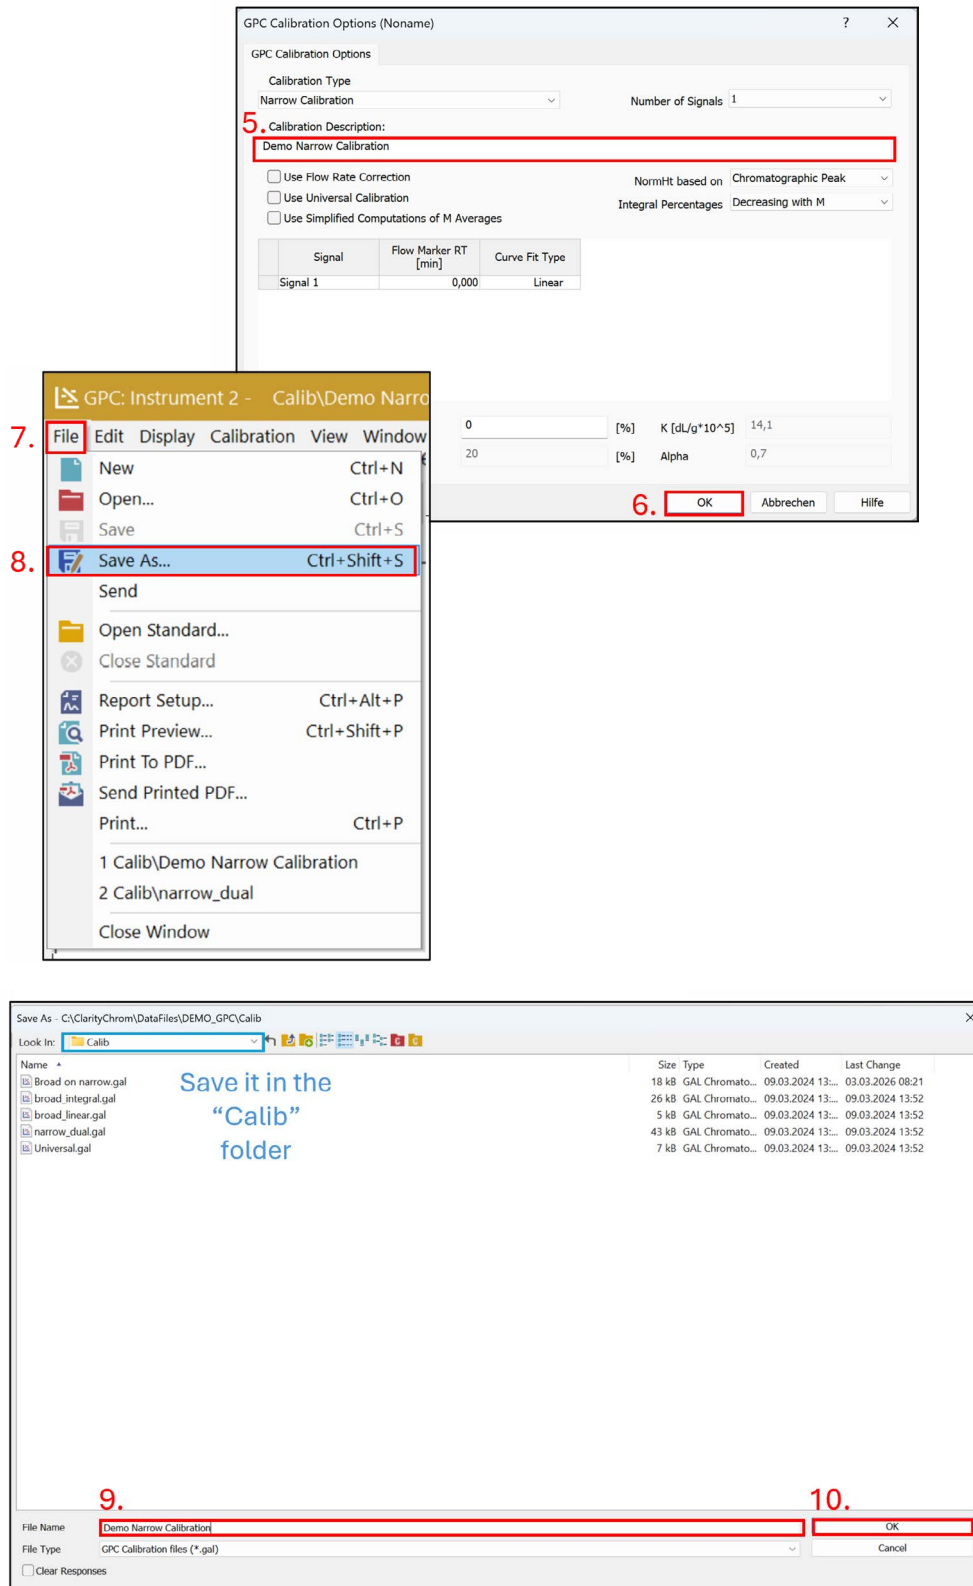 GPC Calibration Options (Noname) ? ×
GPC Calibration Options
Calibration Type
Narrow Calibration
Number of Signals 1
5. Calibration Description:
Demo Narrow Calibration
Use Flow Rate Correction
NormHt based on Chromatographic Peak
Use Universal Calibration
Integral Percentages Decreasing with M
Use Simplified Computations of M Averages
Signal Flow Marker RT [min] Curve Fit Type
Signal 1 0,000 Linear
0 [%] K [dL/g*10^5] 14,1
20 [%] Alpha 0,7
6. OK Abbrechen Hilfe
GPC: Instrument 2 - Calib\Demo Narro
7. File Edit Display Calibration View Window
New Ctrl+N
Open... Ctrl+O
Save Ctrl+S
8. Save As... Ctrl+Shift+S
Send
Open Standard...
Close Standard
Report Setup... Ctrl+Alt+P
Print Preview... Ctrl+Shift+P
Print To PDF...
Send Printed PDF...
Print... Ctrl+P
1 Calib\Demo Narrow Calibration
2 Calib\narrow_dual
Close Window
Save As - C:\ClarityChrom\DataFiles\DEMO_GPC\Calib
Look In: Calib
Name Size Type Created Last Change
Broad on narrow.gal 18 kB GAL Chromato... 09.03.2024 13:... 03.03.2026 08:21
broad_integral.gal 26 kB GAL Chromato... 09.03.2024 13:... 09.03.2024 13:52
broad_linear.gal 5 kB GAL Chromato... 09.03.2024 13:... 09.03.2024 13:52
narrow_dual.gal 43 kB GAL Chromato... 09.03.2024 13:... 09.03.2024 13:52
Universal.gal 7 kB GAL Chromato... 09.03.2024 13:... 09.03.2024 13:52
Save it in the
“Calib”
folder
9.
10.
File Name Demo Narrow Calibration OK
File Type GPC Calibration files (*.gal) Cancel
Clear Responses